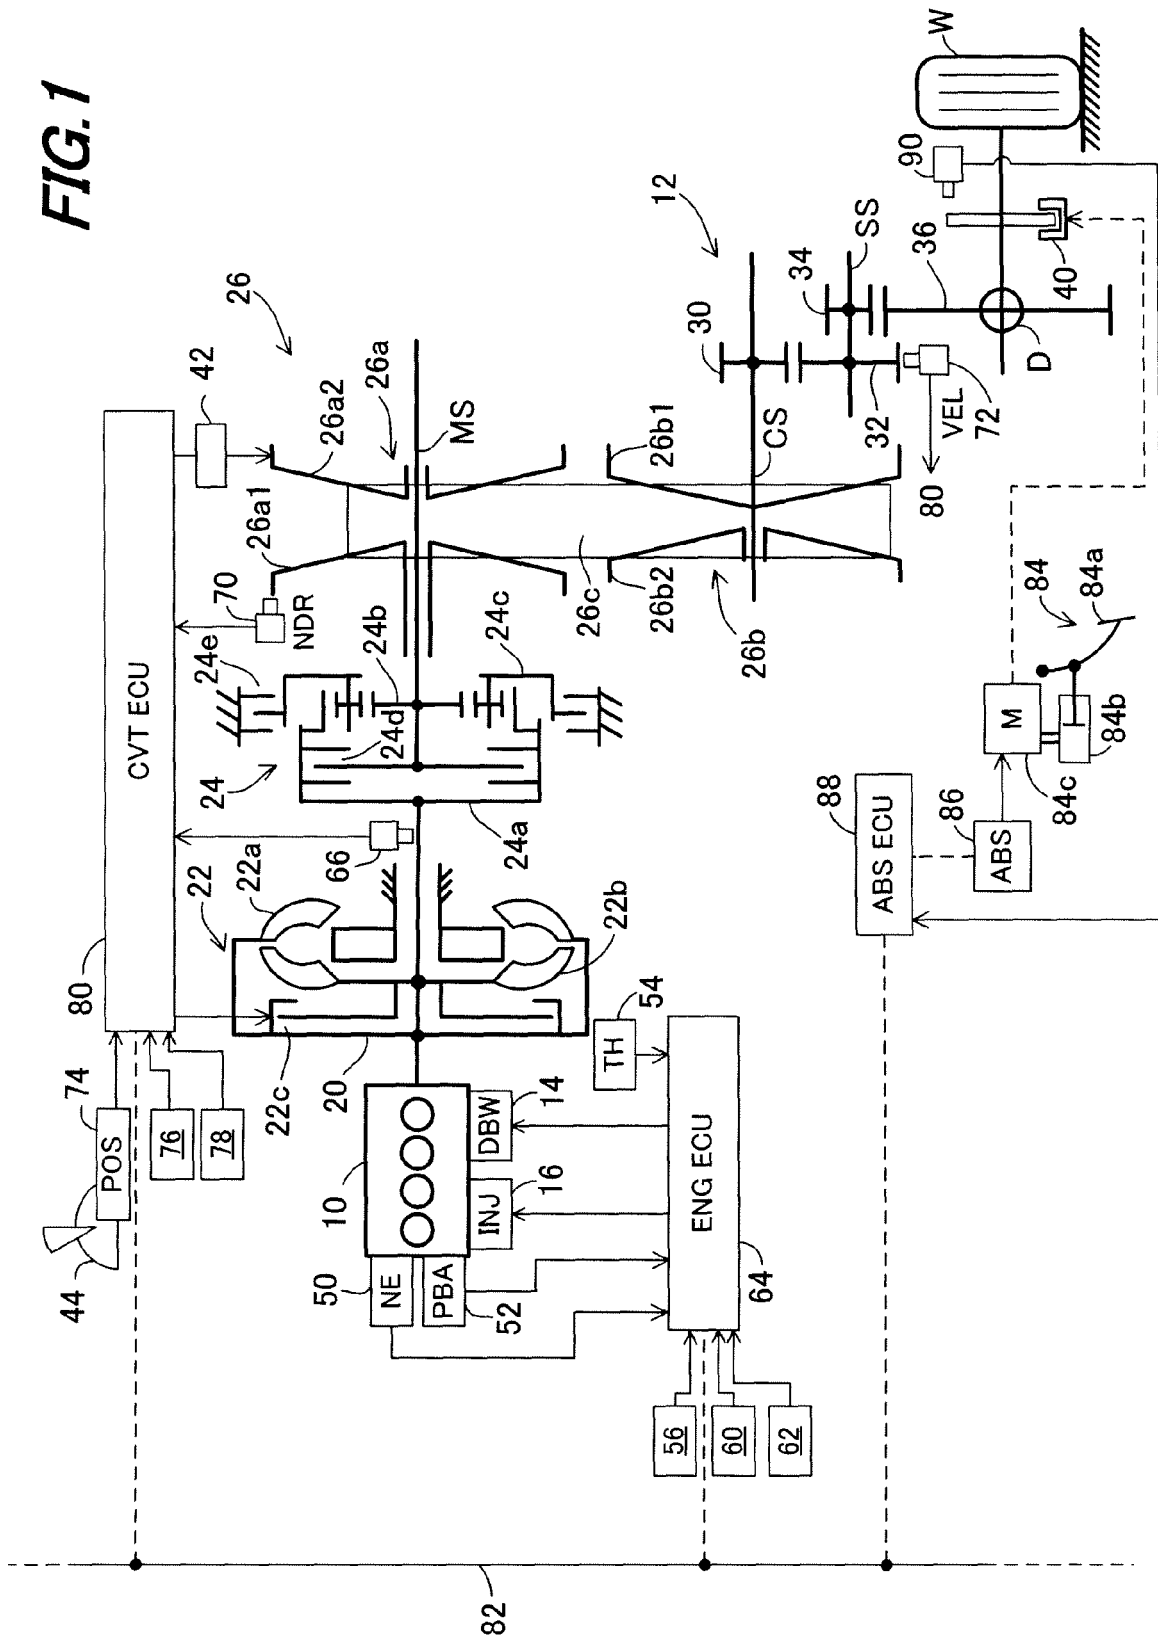 FIG.1
80
CVT ECU
42
26
26a2
26a
MS
26a1
70
NDR
24e
24
24b
24c
24d
24a
66
22
22a
22b
22c
20
74
POS
44
76
78
10
50
NE
PBA
52
INJ
16
DBW
14
TH
54
ENG ECU
64
56
60
62
82
26c
26b1
26b2
26b
CS
12
30
34
SS
32
36
VEL
72
80
D
40
90
W
84
84a
84b
84c
M
86
ABS
88
ABS ECU